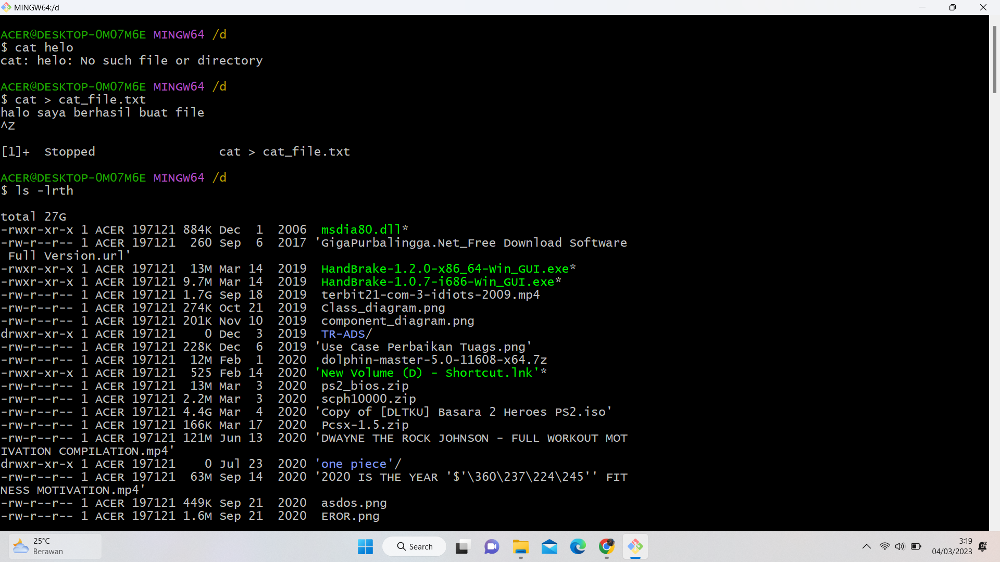 MINGW64:/d
ACER@DESKTOP-0M07M6E MINGW64 /d
$ cat helo
cat: helo: No such file or directory
ACER@DESKTOP-0M07M6E MINGW64 /d
$ cat > cat_file.txt
halo saya berhasil buat file
^Z
[1]+  Stopped                 cat > cat_file.txt
ACER@DESKTOP-0M07M6E MINGW64 /d
$ ls -lrth
total 27G
-rwxr-xr-x 1 ACER 197121 884K Dec  1  2006  msdia80.dll*
-rw-r--r-- 1 ACER 197121  260 Sep  6  2017 'GigaPurbalingga.Net_Free Download Software
 Full Version.url'
-rwxr-xr-x 1 ACER 197121  13M Mar 14  2019  HandBrake-1.2.0-x86_64-Win_GUI.exe*
-rwxr-xr-x 1 ACER 197121 9.7M Mar 14  2019  HandBrake-1.0.7-i686-Win_GUI.exe*
-rw-r--r-- 1 ACER 197121 1.7G Sep 18  2019  terbit21-com-3-idiots-2009.mp4
-rw-r--r-- 1 ACER 197121 274K Oct 21  2019  Class_diagram.png
-rw-r--r-- 1 ACER 197121 201K Nov 10  2019  component_diagram.png
drwxr-xr-x 1 ACER 197121    0 Dec  3  2019  TR-ADS/
-rw-r--r-- 1 ACER 197121 228K Dec  6  2019 'Use Case Perbaikan Tuags.png'
-rw-r--r-- 1 ACER 197121  12M Feb  1  2020  dolphin-master-5.0-11608-x64.7z
-rwxr-xr-x 1 ACER 197121  525 Feb 14  2020 'New Volume (D) - Shortcut.lnk'*
-rw-r--r-- 1 ACER 197121  13M Mar  3  2020  ps2_bios.zip
-rw-r--r-- 1 ACER 197121 2.2M Mar  3  2020  scph10000.zip
-rw-r--r-- 1 ACER 197121 4.4G Mar  4  2020 'Copy of [DLTKU] Basara 2 Heroes PS2.iso'
-rw-r--r-- 1 ACER 197121 166K Mar 17  2020  Pcsx-1.5.zip
-rw-r--r-- 1 ACER 197121 121M Jun 13  2020 'DWAYNE THE ROCK JOHNSON - FULL WORKOUT MOT
IVATION COMPILATION.mp4'
drwxr-xr-x 1 ACER 197121    0 Jul 23  2020 'one piece'/
-rw-r--r-- 1 ACER 197121  63M Sep 14  2020 '2020 IS THE YEAR '$'\360\237\224\245'' FIT
NESS MOTIVATION.mp4'
-rw-r--r-- 1 ACER 197121 449K Sep 21  2020  asdos.png
-rw-r--r-- 1 ACER 197121 1.6M Sep 21  2020  EROR.png
25°C
Berawan
Search
3:19
04/03/2023